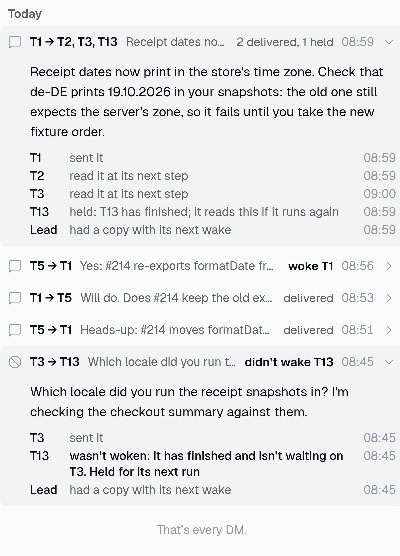 Today
T1 → T2, T3, T13 Receipt dates no... 2 delivered, 1 held 08:59
Receipt dates now print in the store's time zone. Check that
de-DE prints 19.10.2026 in your snapshots: the old one still
expects the server's zone, so it fails until you take the new
fixture order.
T1 sent it 08:59
T2 read it at its next step 08:59
T3 read it at its next step 09:00
T13 held: T13 has finished; it reads this if it runs again 08:59
Lead had a copy with its next wake 08:59
T5 → T1 Yes: #214 re-exports formatDate fr... woke T1 08:56
T1 → T5 Will do. Does #214 keep the old ex... delivered 08:53
T5 → T1 Heads-up: #214 moves formatDat... delivered 08:51
T3 → T13 Which locale did you run t... didn't wake T13 08:45
Which locale did you run the receipt snapshots in? I'm
checking the checkout summary against them.
T3 sent it 08:45
T13 wasn't woken: it has finished and isn't waiting on 08:45
T3. Held for its next run
Lead had a copy with its next wake 08:45
That's every DM.